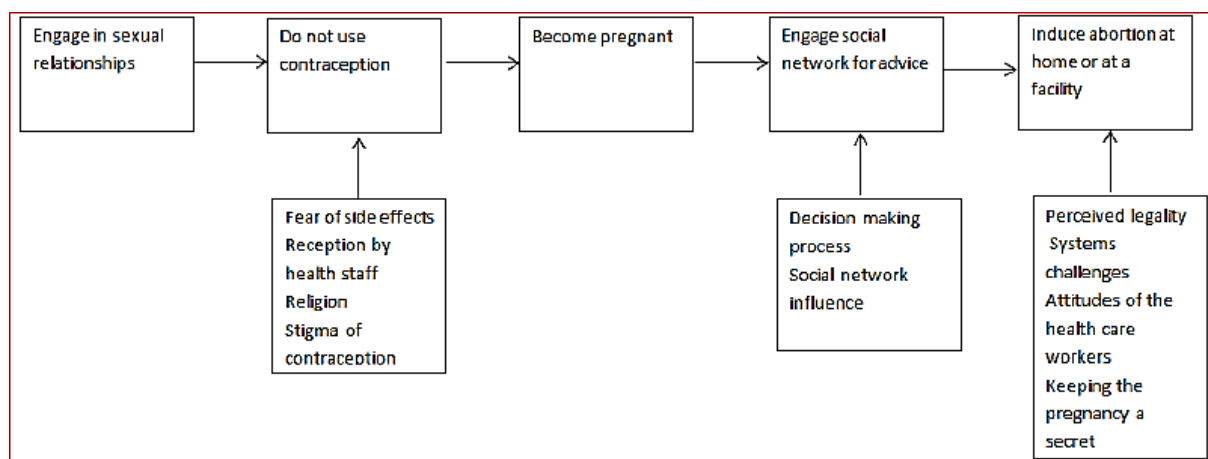 Engage in sexual
relationships
Do not use
contraception
Become pregnant
Engage social
network for advice
Induce abortion at
home or at a
facility
Fear of side effects
Reception by
health staff
Religion
Stigma of
contraception
Decision making
process
Social network
influence
Perceived legality
Systems
challenges
Attitudes of the
health care
workers
Keeping the
pregnancy a
secret